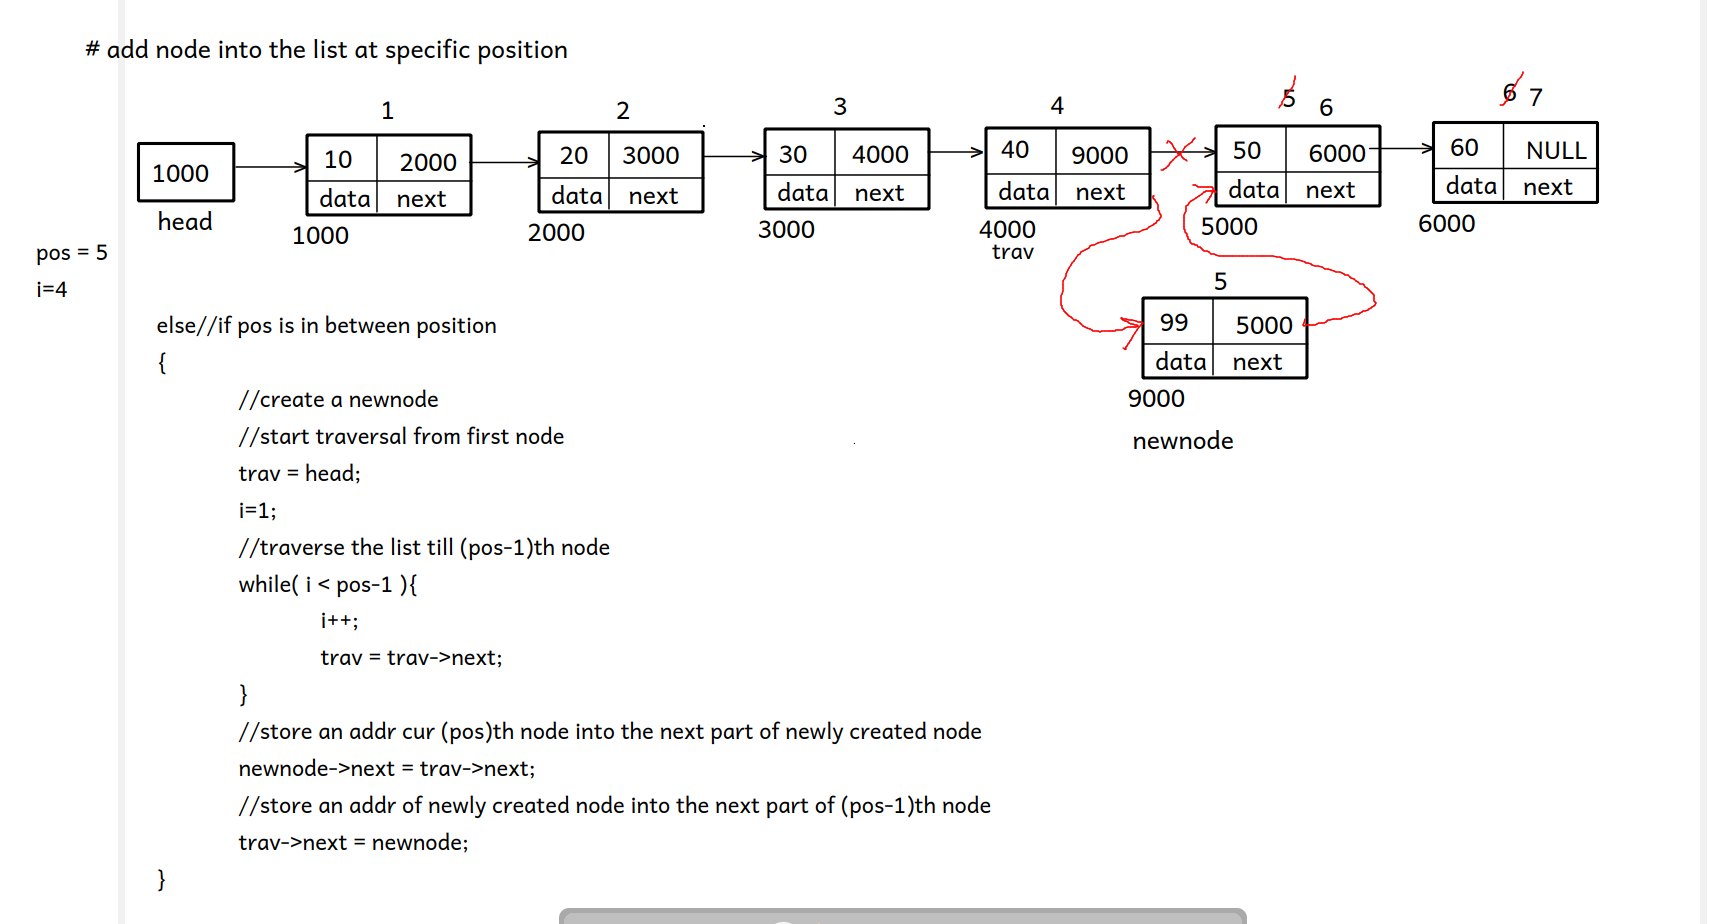 # add node into the list at specific position
1 2 3 4 5 6 6 7
1000
head
10 2000
data next
1000
20 3000
data next
2000
30 4000
data next
3000
40 9000
data next
4000
trav
50 6000
data next
5000
60 NULL
data next
6000
pos = 5
i=4
5
99 5000
data next
9000
newnode
else//if pos is in between position
{
//create a newnode
//start traversal from first node
trav = head;
i=1;
//traverse the list till (pos-1)th node
while( i < pos-1 ){
i++;
trav = trav->next;
}
//store an addr cur (pos)th node into the next part of newly created node
newnode->next = trav->next;
//store an addr of newly created node into the next part of (pos-1)th node
trav->next = newnode;
}